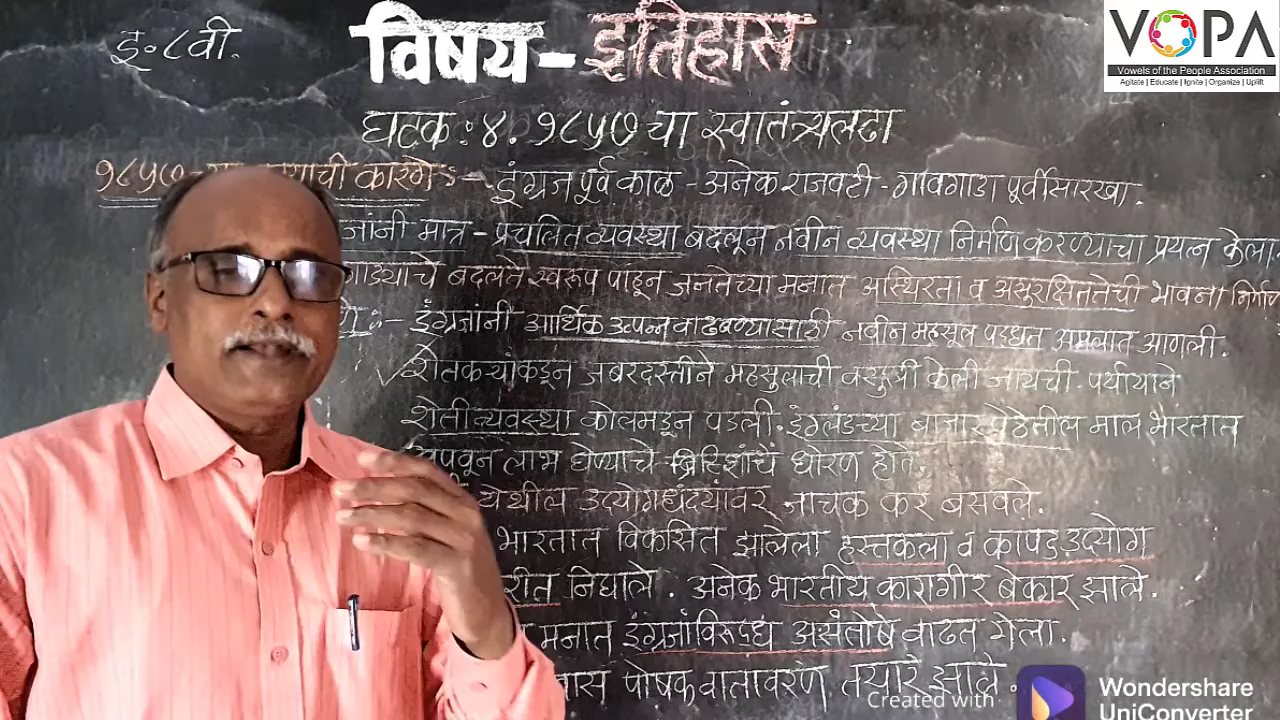 इ. ८वी.
विषय - इतिहास
VOPA
Vowels of the People Association
Agitate | Educate | Ignite | Organize | Uplift
घटक : ४. १८५७ चा स्वातंत्र्यलढा
१८५७ च्या कारणे :- इंग्रजपूर्व काळ - अनेक राजवटी - गावगाडा पूर्वीसारखा.
मात्र - प्रचलित व्यवस्था बदलून नवीन व्यवस्था निर्माण करण्याचा प्रयत्न केला.
बदलते स्वरूप पाहून जनतेच्या मनात अस्थिरता व असुरक्षिततेची भावना निर्माण
:- इंग्रजांनी आर्थिक उत्पन्न वाढवण्यासाठी नवीन महसूल पद्धत अमलात आणली.
शेतकऱ्यांकडून जबरदस्तीने महसुलाची वसुली केली जायची. पर्यायाने
शेतीव्यवस्था कोलमडून पडली. इंग्लंडच्या बाजारपेठेतील माल भारतात
लाभ घेण्याचे ब्रिटिशांचे धोरण होते.
येथील उद्योगधंद्यांवर जाचक कर बसवले.
भारतात विकसित झालेला हस्तकला व कापड उद्योग
निघाले. अनेक भारतीय कारागीर बेकार झाले.
मनात इंग्रजांविरुद्ध असंतोष वाढत गेला.
पोषक वातावरण तयार झाले.
Created with Wondershare UniConverter